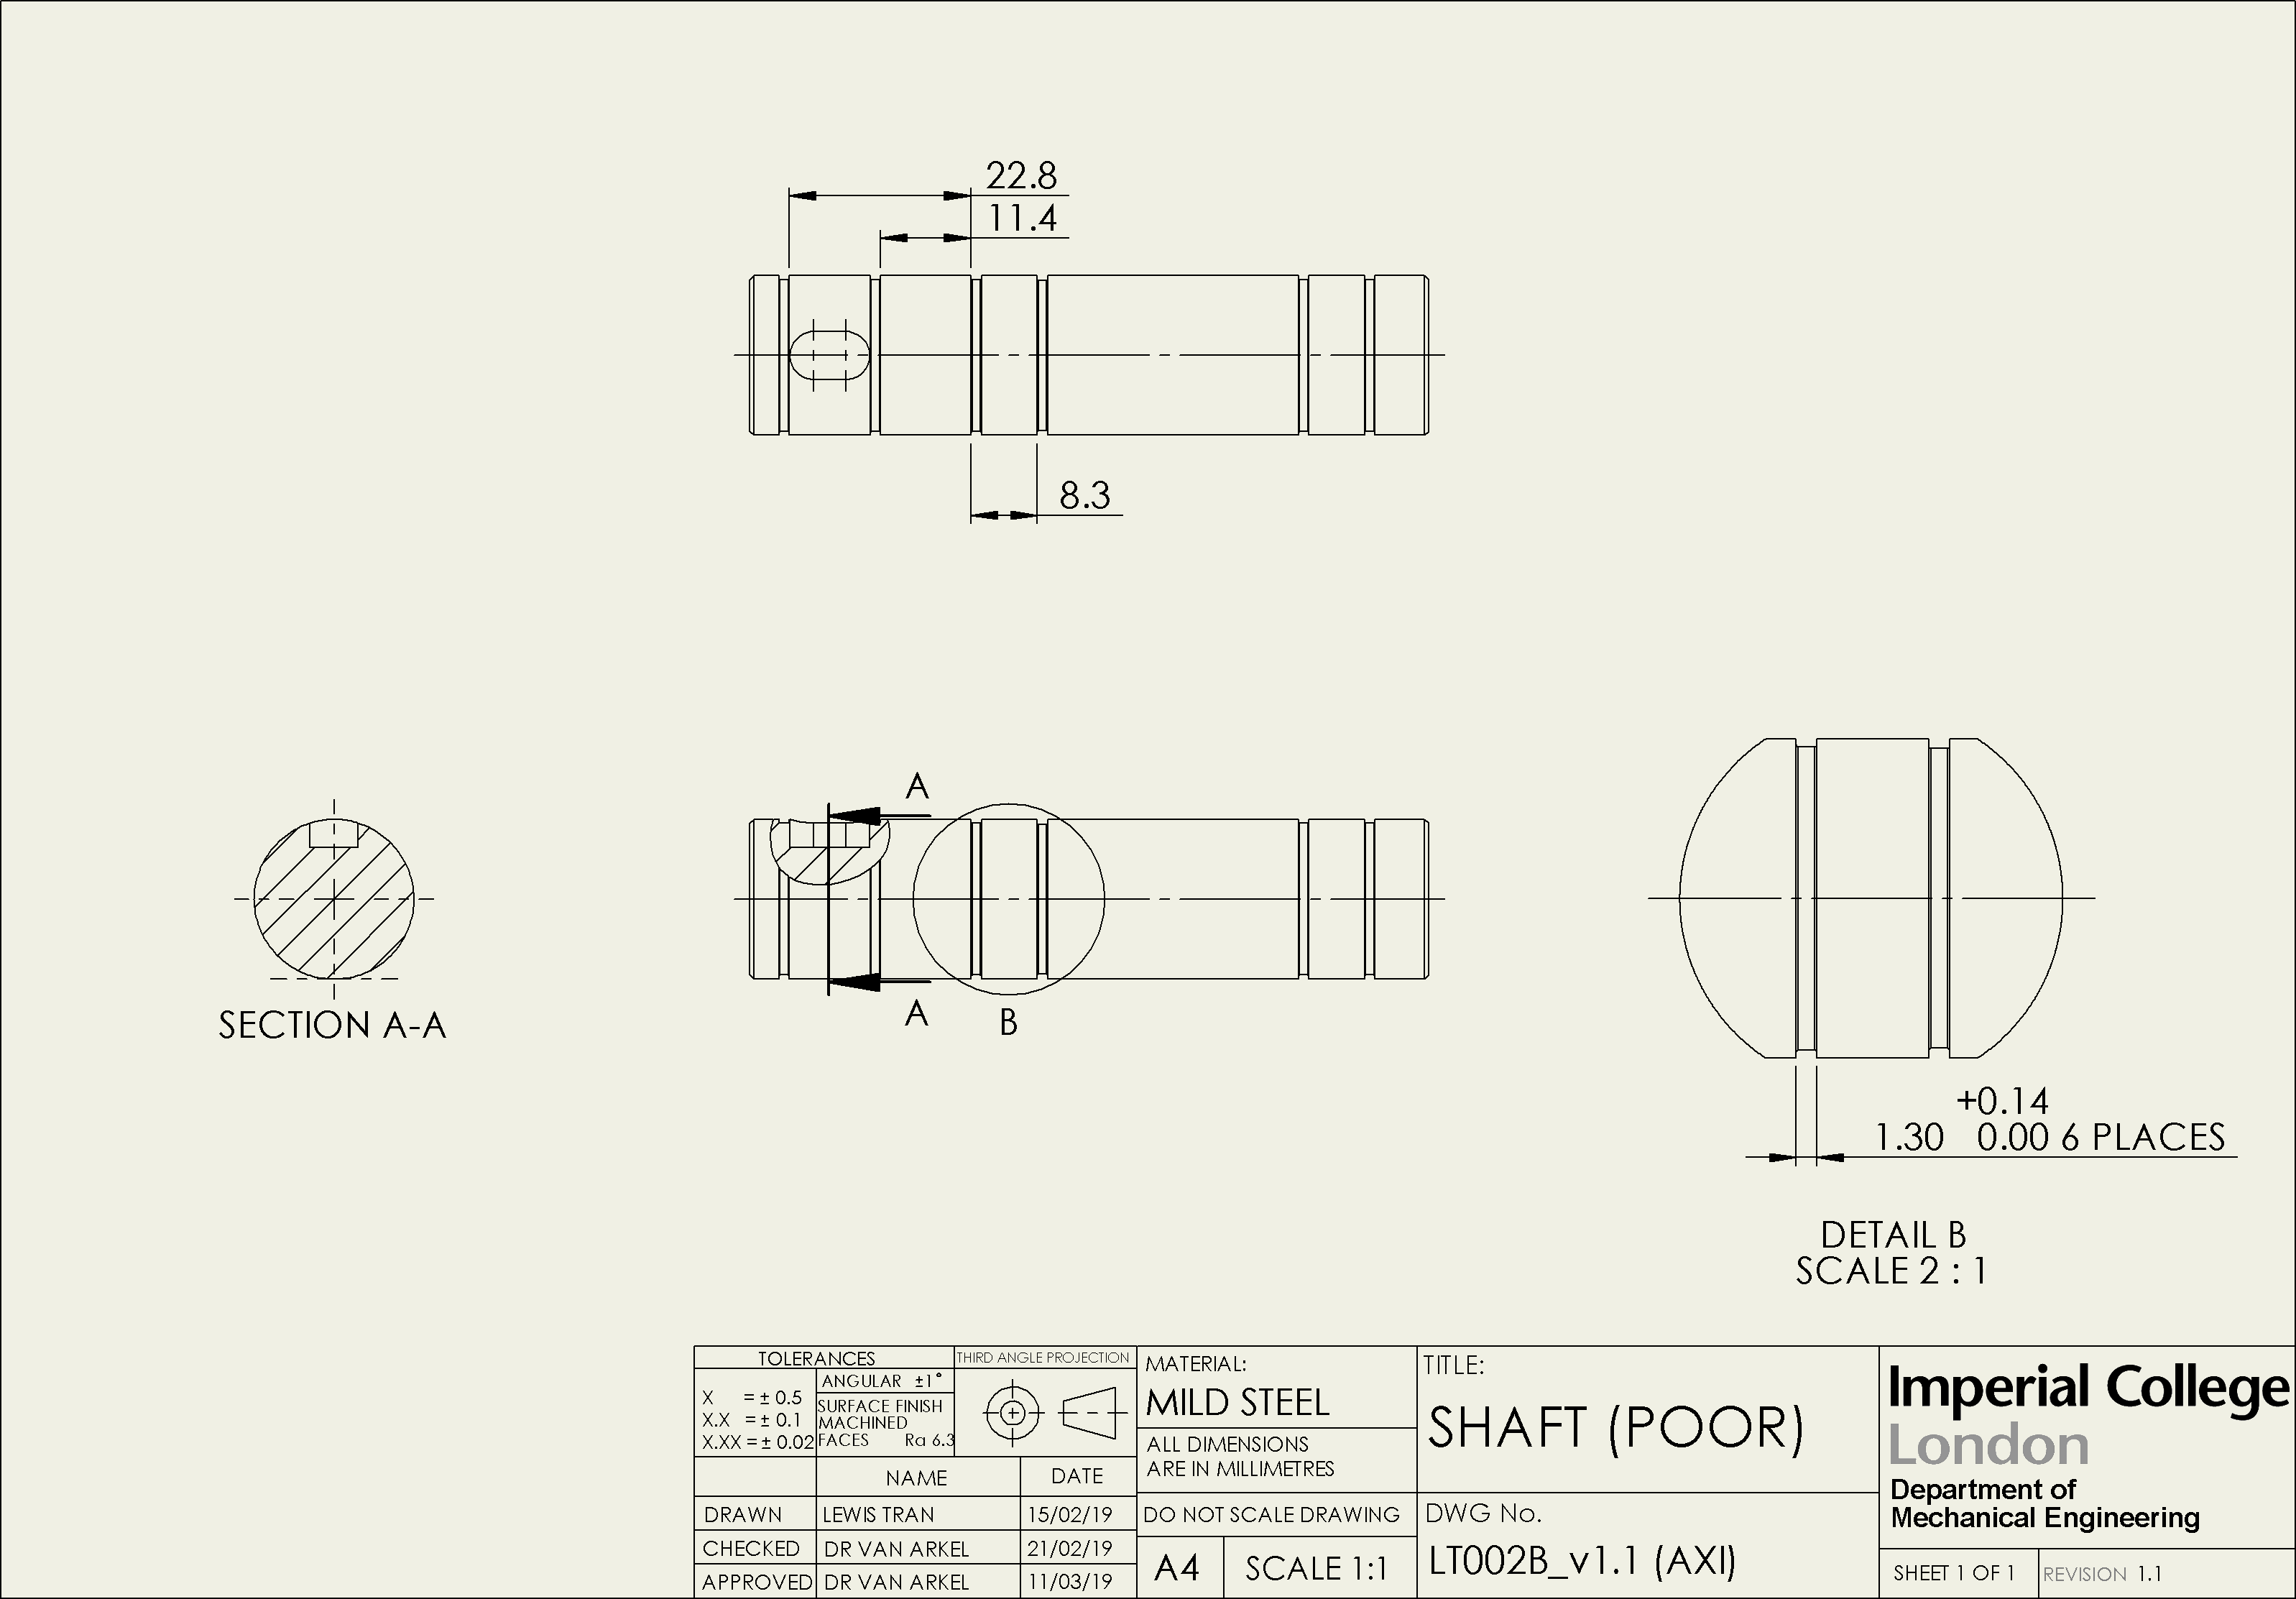 22.8
11.4
8.3
A
A
B
SECTION A-A
+0.14
1.30 0.00 6 PLACES
DETAIL B
SCALE 2 : 1
TOLERANCES
X = ± 0.5
X.X = ± 0.1
X.XX = ± 0.02
ANGULAR ±1°
SURFACE FINISH
MACHINED
FACES Ra 6.3
THIRD ANGLE PROJECTION
NAME DATE
DRAWN LEWIS TRAN 15/02/19
CHECKED DR VAN ARKEL 21/02/19
APPROVED DR VAN ARKEL 11/03/19
MATERIAL:
MILD STEEL
ALL DIMENSIONS
ARE IN MILLIMETRES
DO NOT SCALE DRAWING
A4 SCALE 1:1
TITLE:
SHAFT (POOR)
DWG No.
LT002B_v1.1 (AXI)
Imperial College
London
Department of
Mechanical Engineering
SHEET 1 OF 1 REVISION 1.1